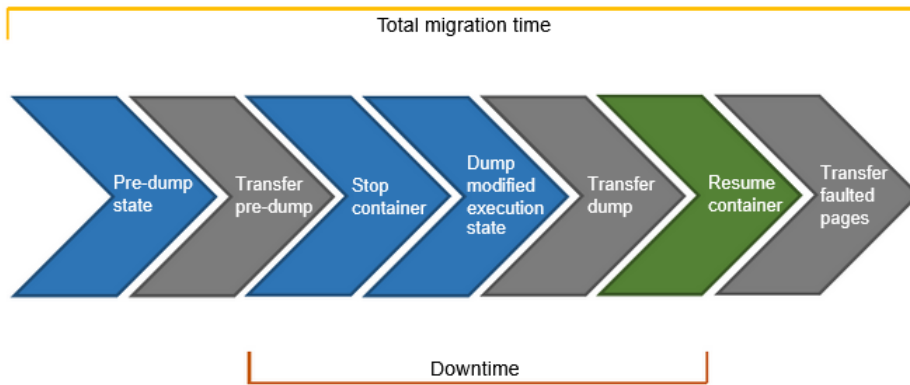 Total migration time
Pre-dump
state
Transfer
pre-dump
Stop
container
Dump
modified
execution
state
Transfer
dump
Resume
container
Transfer
faulted
pages
Downtime